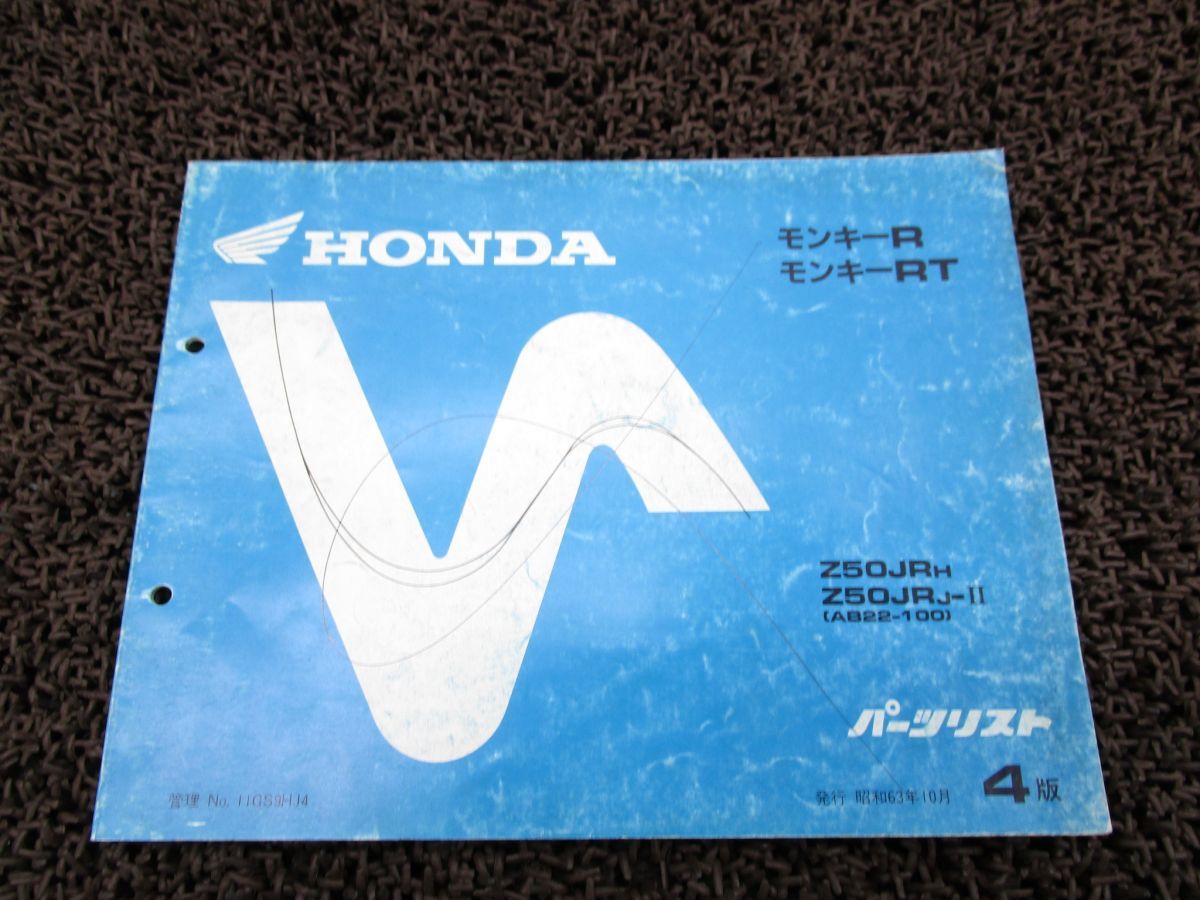 HONDA
モンキーR
モンキーRT
Z50JRH
Z50JRJ-II
(AB22-100)
パーツリスト
管理 No. 11GS9HJ4
発行 昭和63年10月
4版